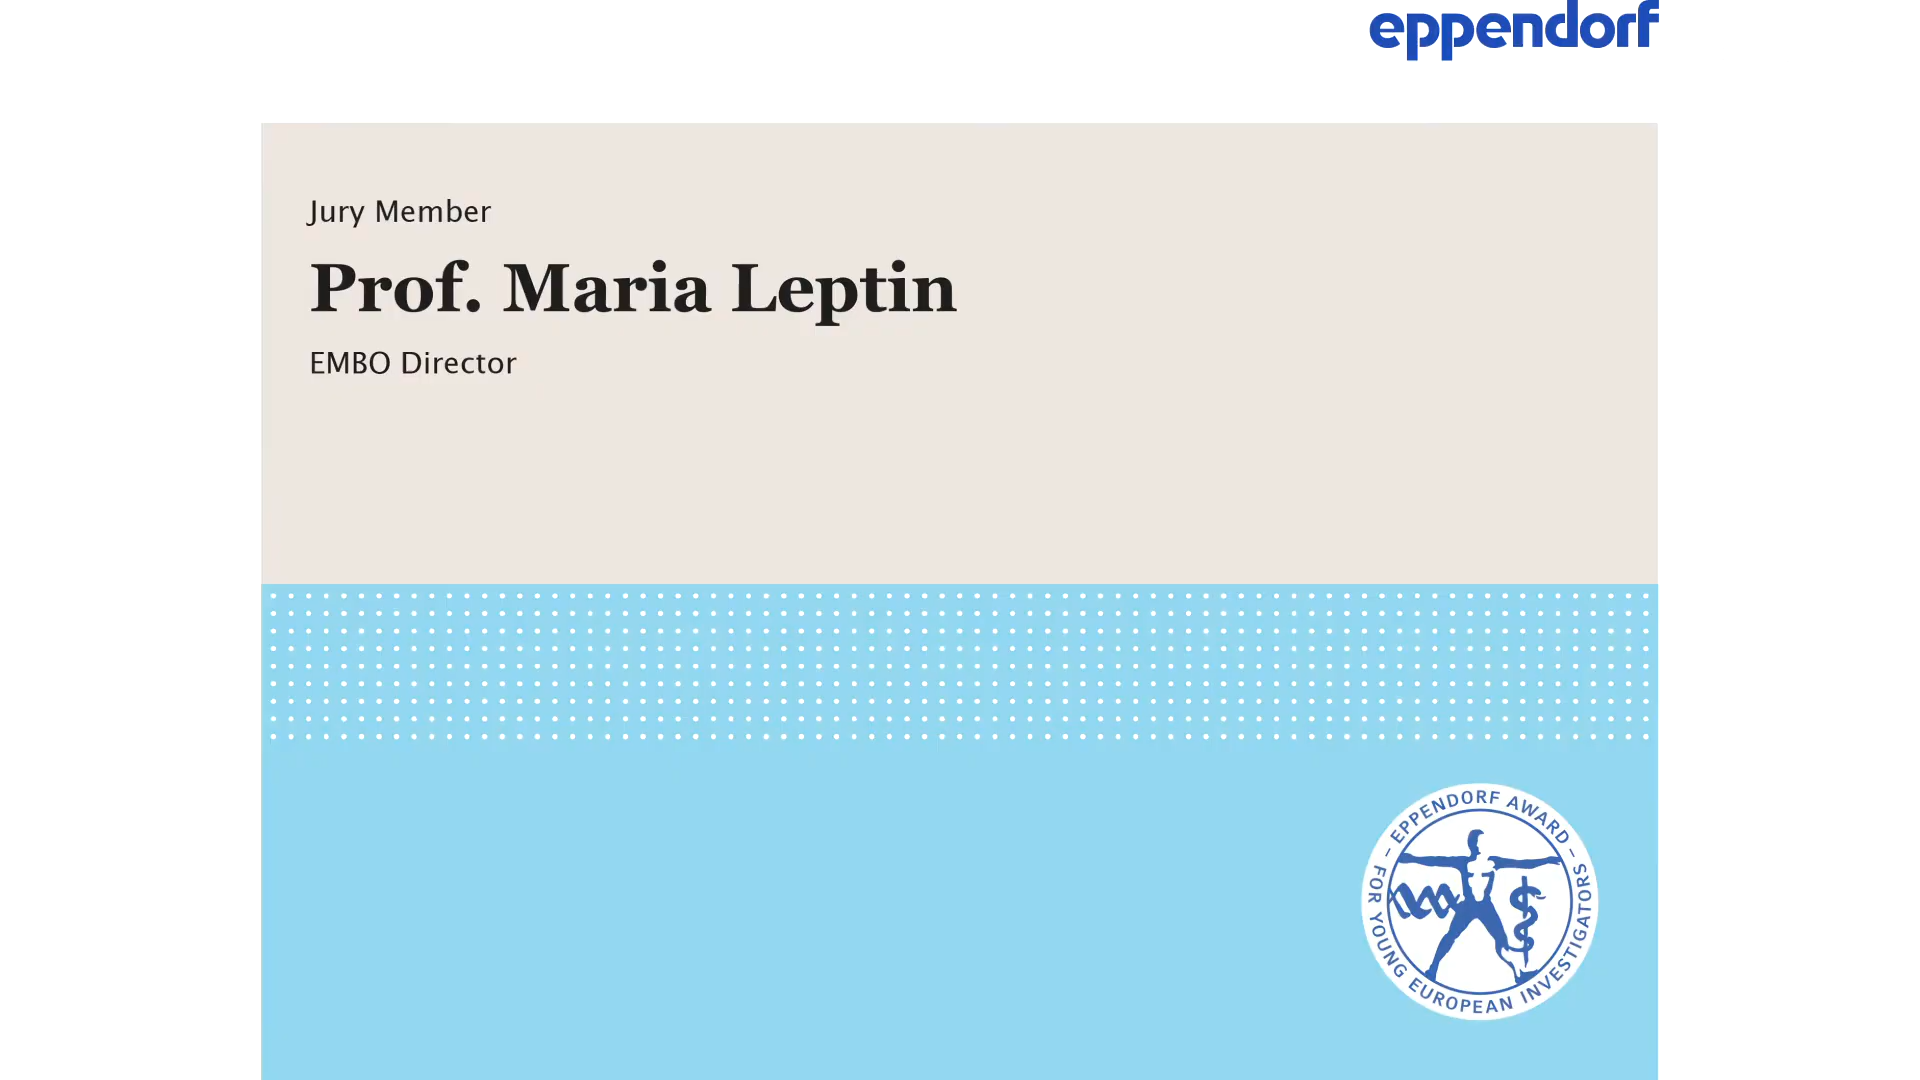 eppendorf
Jury Member
Prof. Maria Leptin
EMBO Director
– EPPENDORF AWARD –
FOR YOUNG EUROPEAN INVESTIGATORS